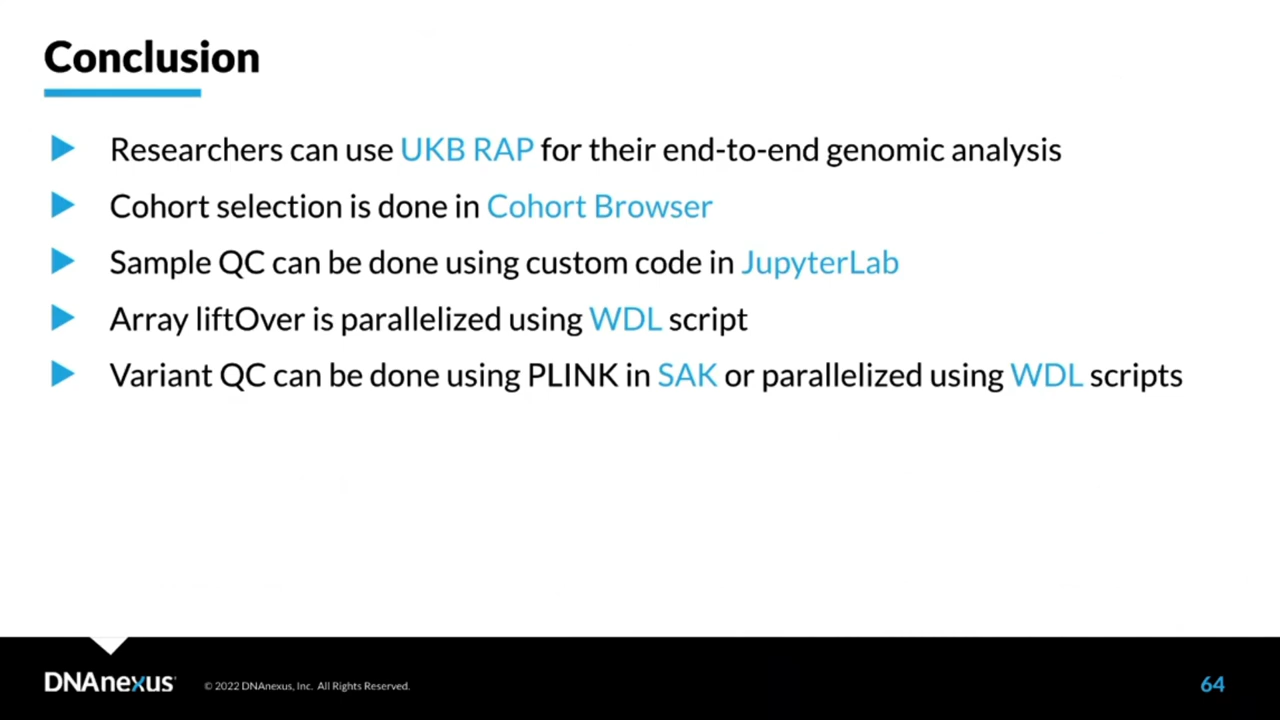 Conclusion
Researchers can use UKB RAP for their end-to-end genomic analysis
Cohort selection is done in Cohort Browser
Sample QC can be done using custom code in JupyterLab
Array liftOver is parallelized using WDL script
Variant QC can be done using PLINK in SAK or parallelized using WDL scripts
DNAnexus © 2022 DNAnexus, Inc. All Rights Reserved. 64